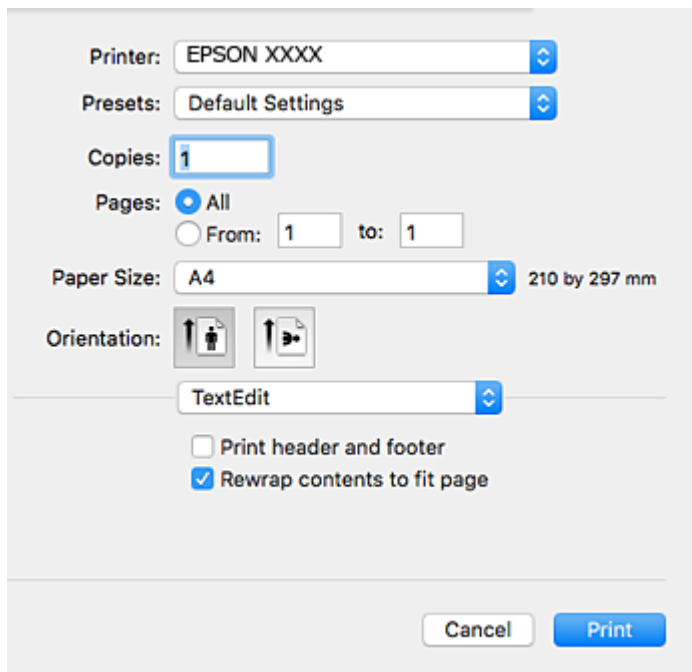 Printer: EPSON XXXX
Presets: Default Settings
Copies: 1
Pages: All
From: 1 to: 1
Paper Size: A4 210 by 297 mm
Orientation:
TextEdit
Print header and footer
Rewrap contents to fit page
Cancel Print